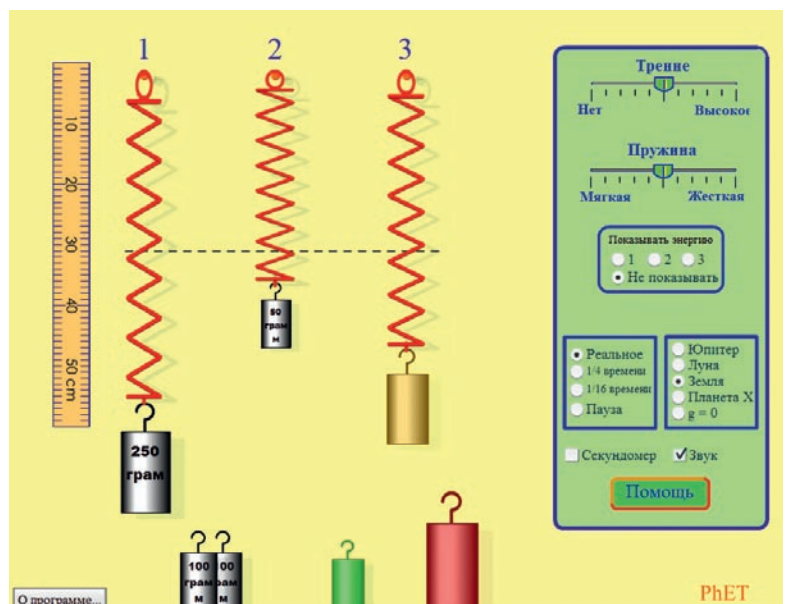 1 2 3
10
20
30
40
50 cm
250
грам
50
грам
м
100
грам
м
00
рам
м
Трение
Нет Высокое
Пружина
Мягкая Жесткая
Показывать энергию
1 2 3
Не показывать
Реальное
1/4 времени
1/16 времени
Пауза
Юпитер
Луна
Земля
Планета X
g = 0
Секундомер Звук
Помощь
О программе...
PhET